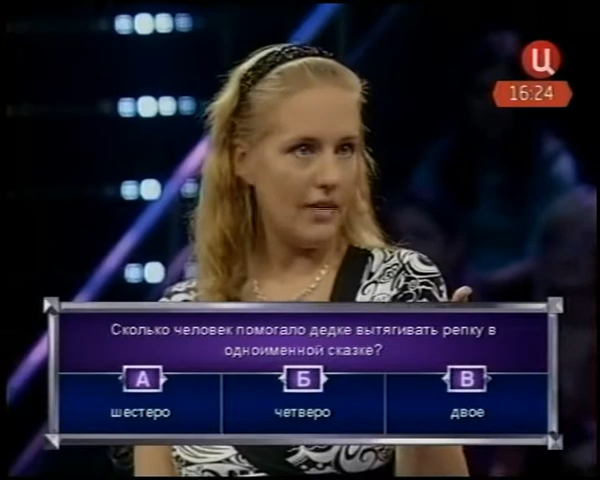 Ц
16:24
Сколько человек помогало дедке вытягивать репку в
одноименной сказке?
А Б В
шестеро четверо двое